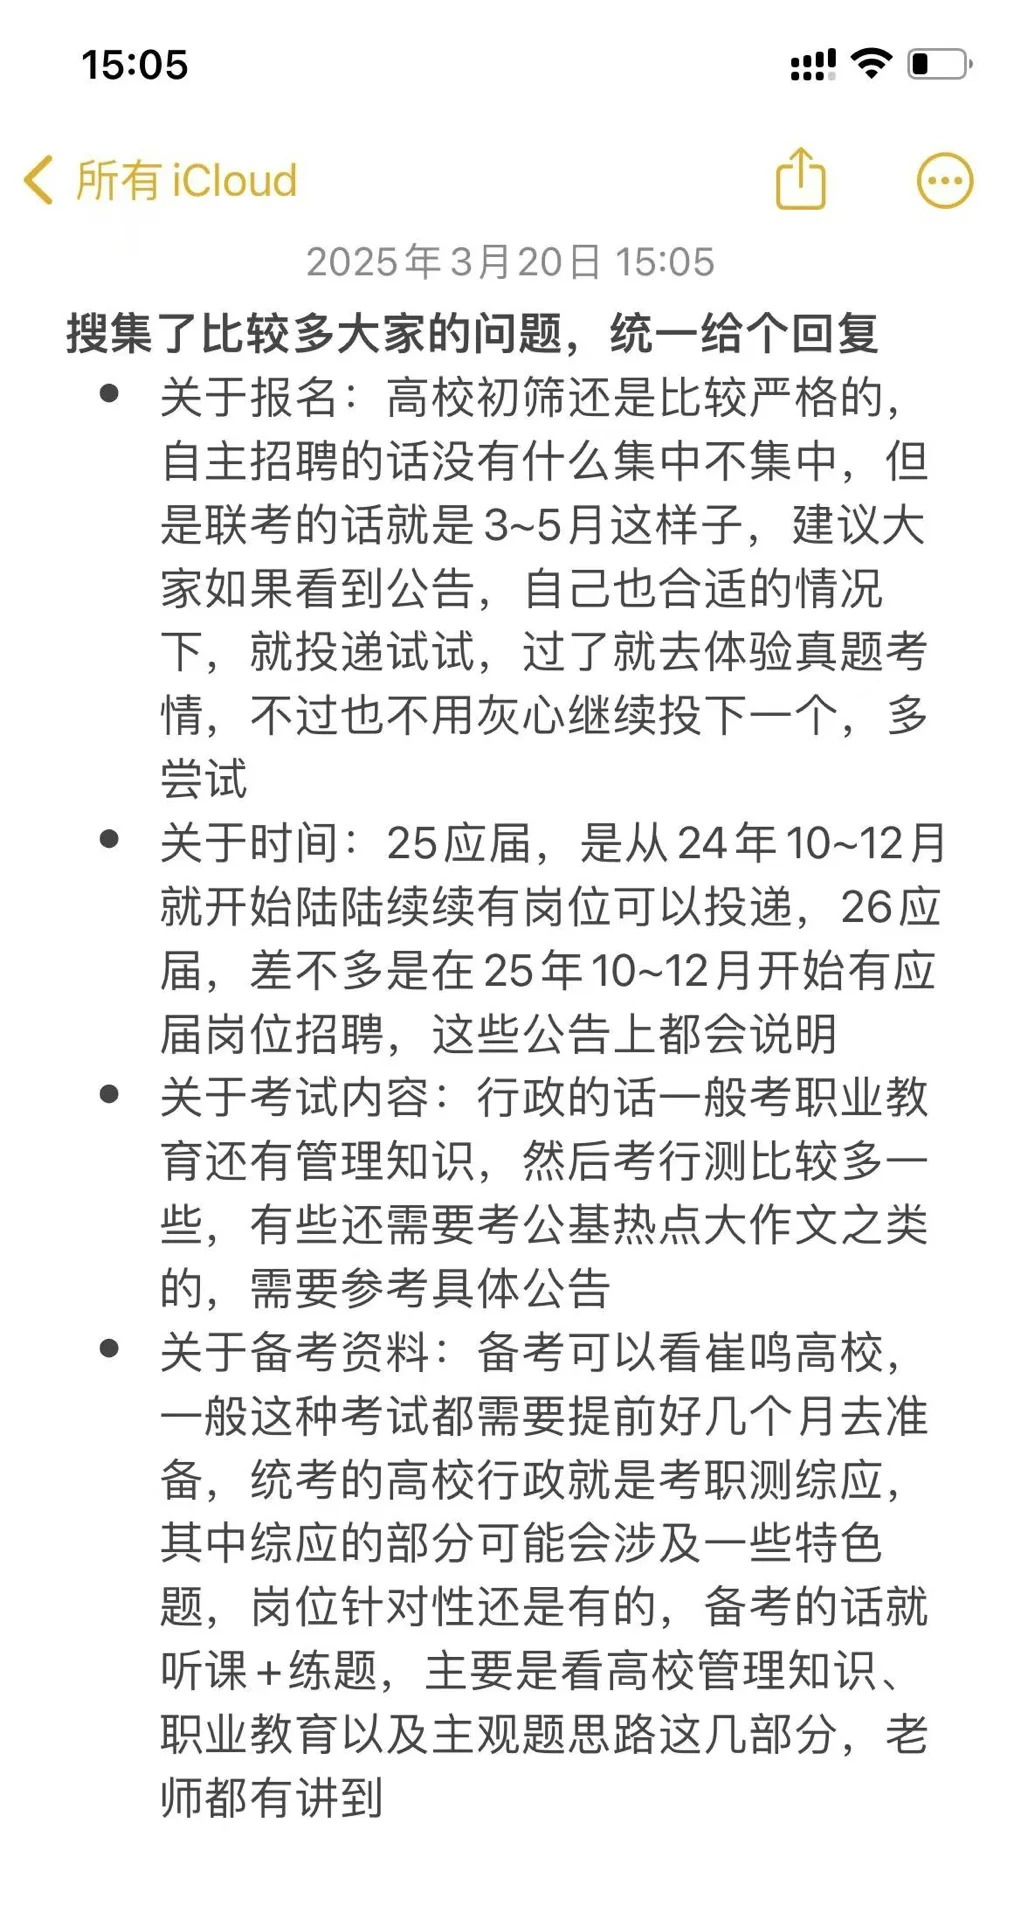 15:05
所有 iCloud
2025年3月20日 15:05
搜集了比较多大家的问题，统一给个回复
• 关于报名：高校初筛还是比较严格的，
自主招聘的话没有什么集中不集中，但
是联考的话就是3~5月这样子，建议大
家如果看到公告，自己也合适的情况
下，就投递试试，过了就去体验真题考
情，不过也不用灰心继续投下一个，多
尝试
• 关于时间：25应届，是从24年10~12月
就开始陆陆续续有岗位可以投递，26应
届，差不多是在25年10~12月开始有应
届岗位招聘，这些公告上都会说明
• 关于考试内容：行政的话一般考职业教
育还有管理知识，然后考行测比较多一
些，有些还需要考公基热点大作文之类
的，需要参考具体公告
• 关于备考资料：备考可以看崔鸣高校，
一般这种考试都需要提前好几个月去准
备，统考的高校行政就是考职测综应，
其中综应的部分可能会涉及一些特色
题，岗位针对性还是有的，备考的话就
听课+练题，主要是看高校管理知识、
职业教育以及主观题思路这几部分，老
师都有讲到